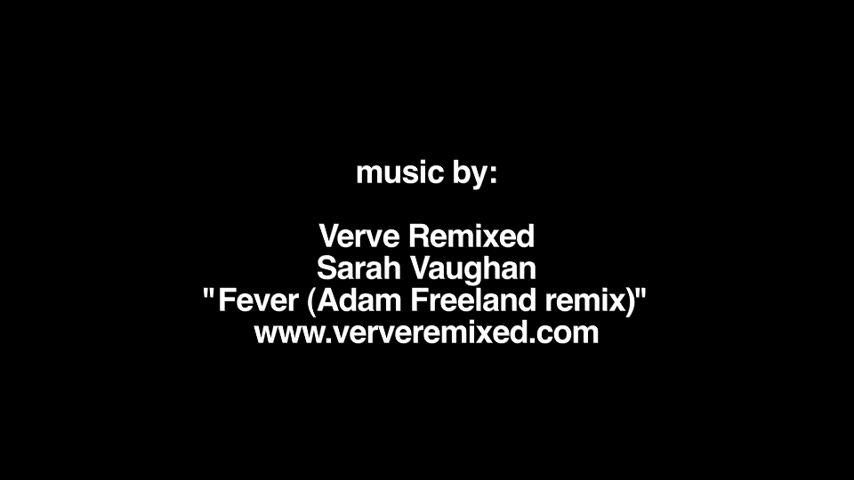 music by:
Verve Remixed
Sarah Vaughan
"Fever (Adam Freeland remix)"
www.ververemixed.com